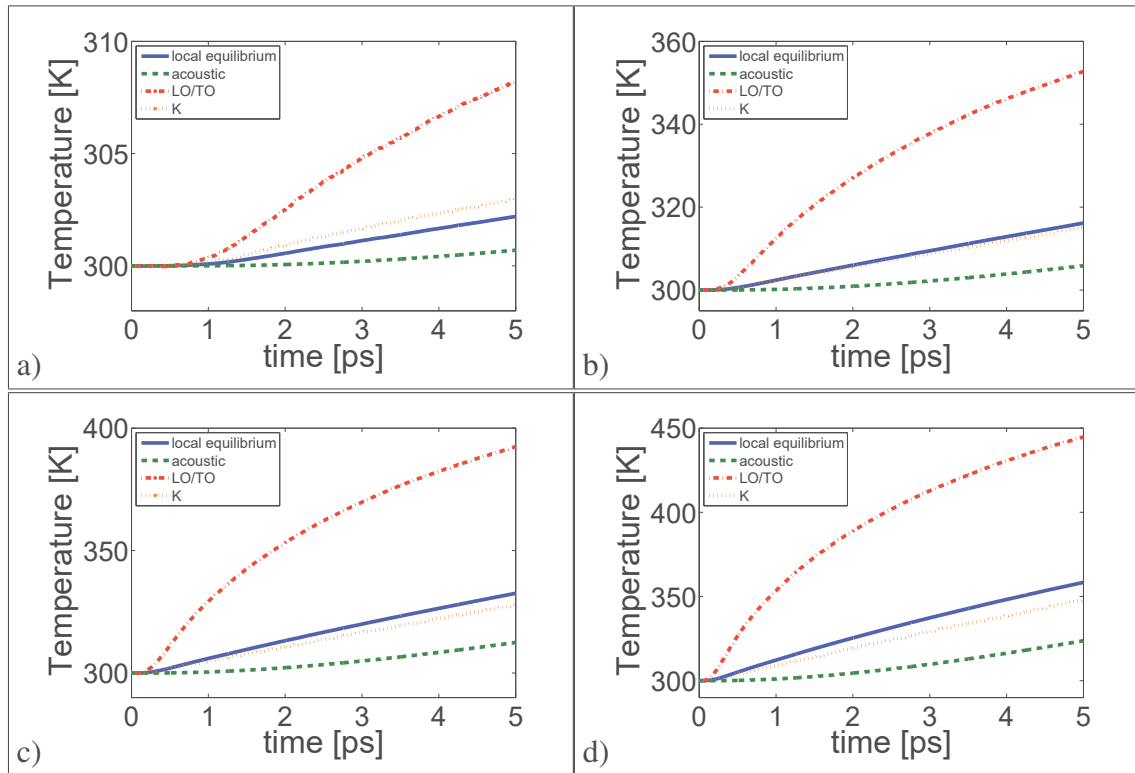 310
305
300
Temperature [K]
local equilibrium
acoustic
LO/TO
K
0 1 2 3 4 5
time [ps]
a)
360
340
320
300
Temperature [K]
local equilibrium
acoustic
LO/TO
K
0 1 2 3 4 5
time [ps]
b)
400
350
300
Temperature [K]
local equilibrium
acoustic
LO/TO
K
0 1 2 3 4 5
time [ps]
c)
450
400
350
300
Temperature [K]
local equilibrium
acoustic
LO/TO
K
0 1 2 3 4 5
time [ps]
d)